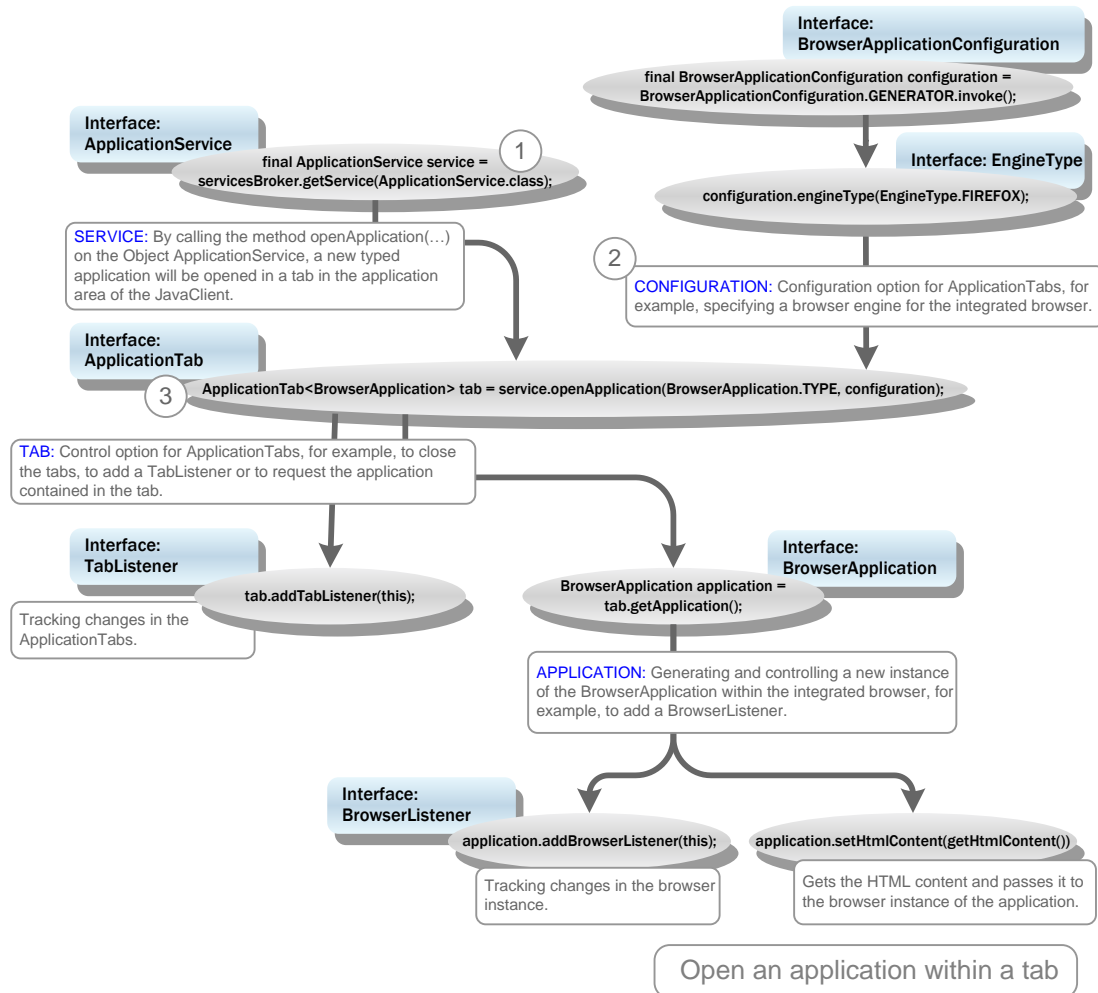 Interface:
BrowserApplicationConfiguration
final BrowserApplicationConfiguration configuration =
BrowserApplicationConfiguration.GENERATOR.invoke();
Interface:
ApplicationService
1
final ApplicationService service =
servicesBroker.getService(ApplicationService.class);
Interface: EngineType
configuration.engineType(EngineType.FIREFOX);
SERVICE: By calling the method openApplication(…)
on the Object ApplicationService, a new typed
application will be opened in a tab in the application
area of the JavaClient.
2
CONFIGURATION: Configuration option for ApplicationTabs, for
example, specifying a browser engine for the integrated browser.
Interface:
ApplicationTab
3
ApplicationTab<BrowserApplication> tab = service.openApplication(BrowserApplication.TYPE, configuration);
TAB: Control option for ApplicationTabs, for example, to close
the tabs, to add a TabListener or to request the application
contained in the tab.
Interface:
TabListener
tab.addTabListener(this);
Tracking changes in the
ApplicationTabs.
Interface:
BrowserApplication
BrowserApplication application =
tab.getApplication();
APPLICATION: Generating and controlling a new instance
of the BrowserApplication within the integrated browser, for
example, to add a BrowserListener.
Interface:
BrowserListener
application.addBrowserListener(this);
Tracking changes in the browser
instance.
application.setHtmlContent(getHtmlContent())
Gets the HTML content and passes it to
the browser instance of the application.
Open an application within a tab